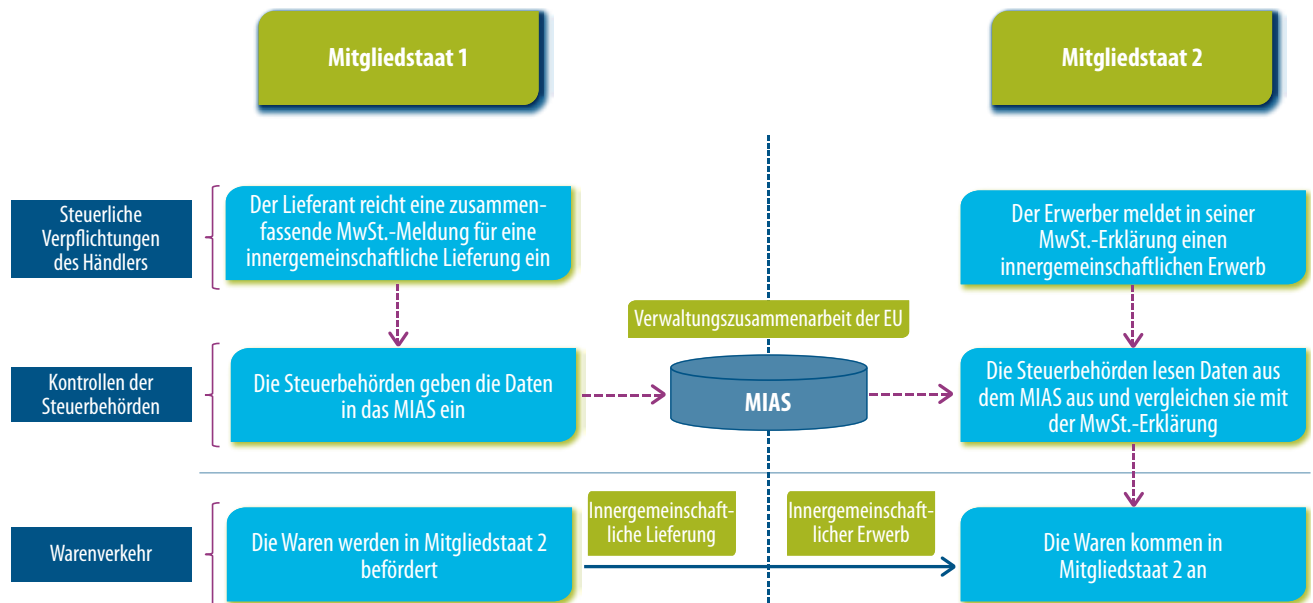 Mitgliedstaat 1
Mitgliedstaat 2
Steuerliche
Verpflichtungen
des Händlers
Der Lieferant reicht eine zusammen-
fassende MwSt.-Meldung für eine
innergemeinschaftliche Lieferung ein
Der Erwerber meldet in seiner
MwSt.-Erklärung einen
innergemeinschaftlichen Erwerb
Verwaltungszusammenarbeit der EU
Kontrollen der
Steuerbehörden
Die Steuerbehörden geben die Daten
in das MIAS ein
MIAS
Die Steuerbehörden lesen Daten aus
dem MIAS aus und vergleichen sie mit
der MwSt.-Erklärung
Warenverkehr
Die Waren werden in Mitgliedstaat 2
befördert
Innergemeinschaft-
liche Lieferung
Innergemeinschaft-
licher Erwerb
Die Waren kommen in
Mitgliedstaat 2 an